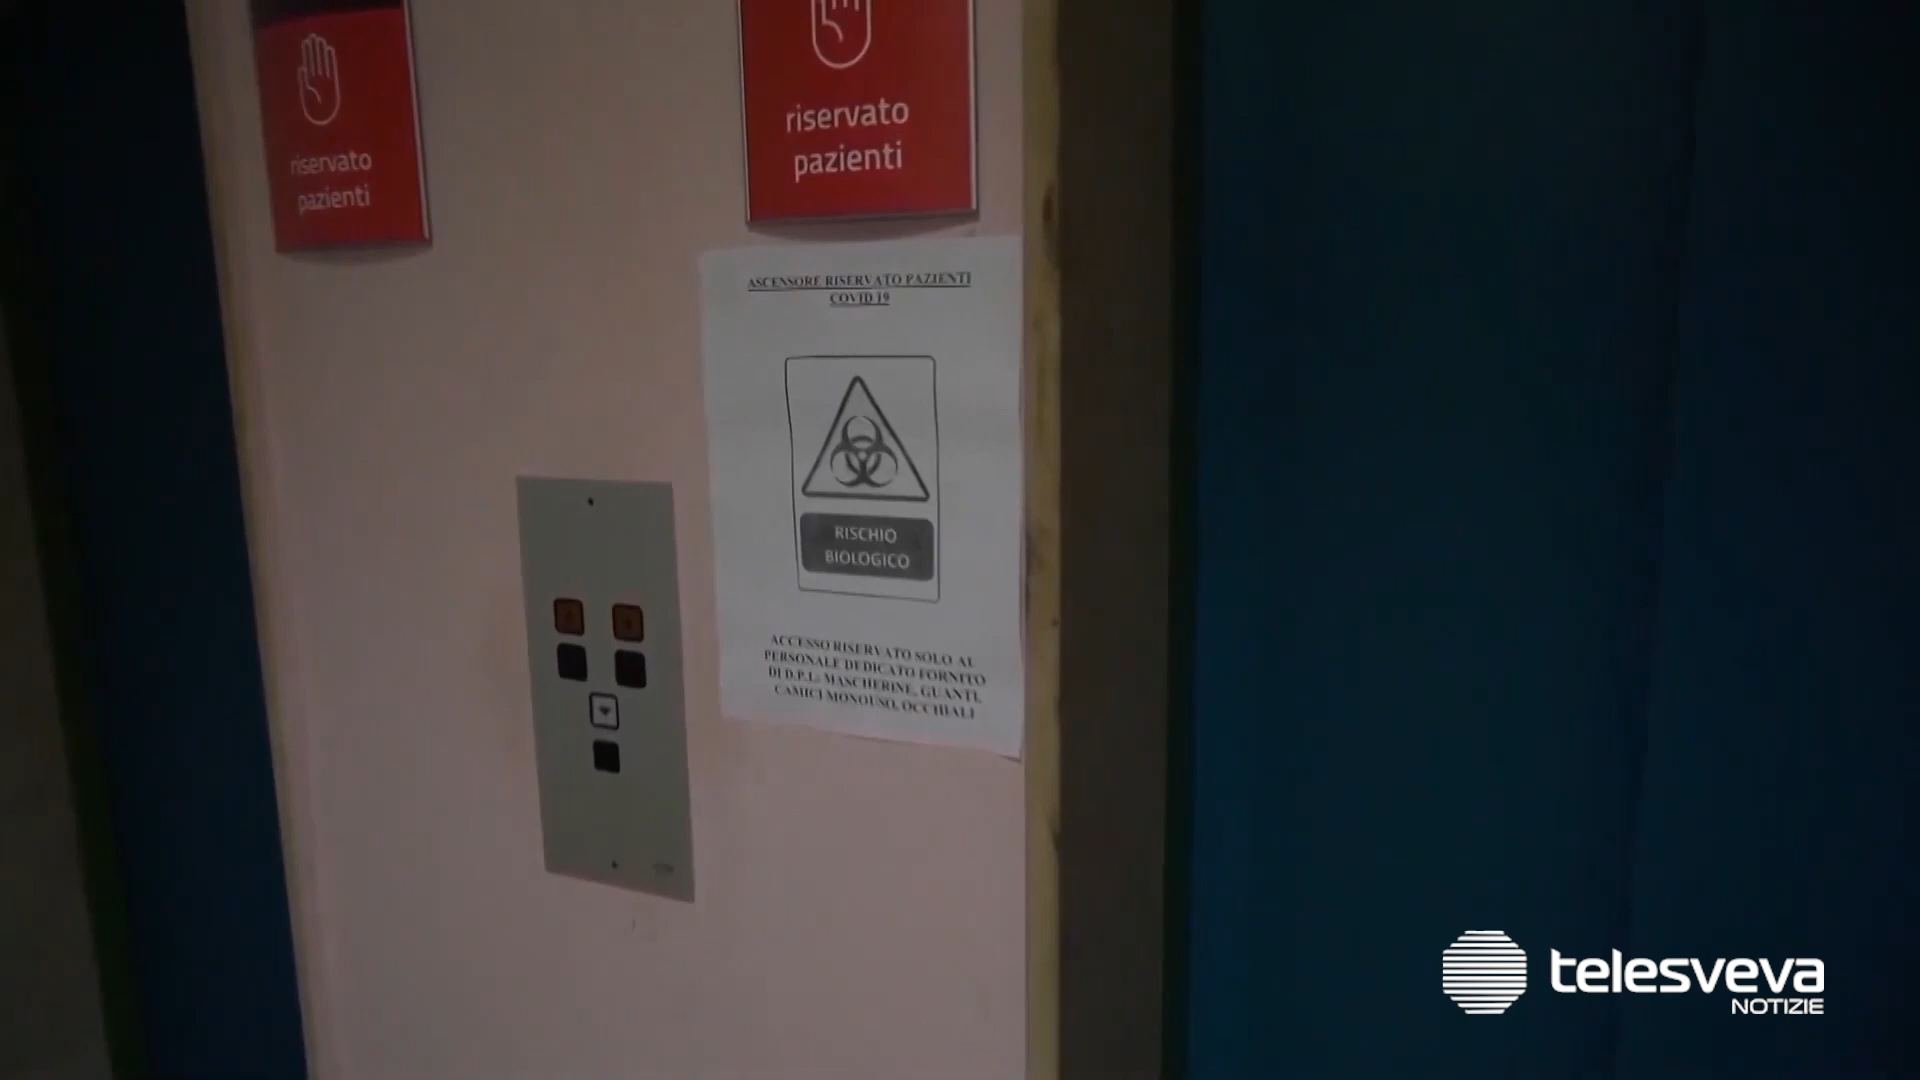 riservato
pazienti
riservato
pazienti
ASCENSORE RISERVATO PAZIENTI
COVID 19
RISCHIO
BIOLOGICO
ACCESSO RISERVATO SOLO AL
PERSONALE DEDICATO FORNITO
DI D.P.I.: MASCHERINE, GUANTI,
CAMICI MONOUSO, OCCHIALI
telesveva
NOTIZIE